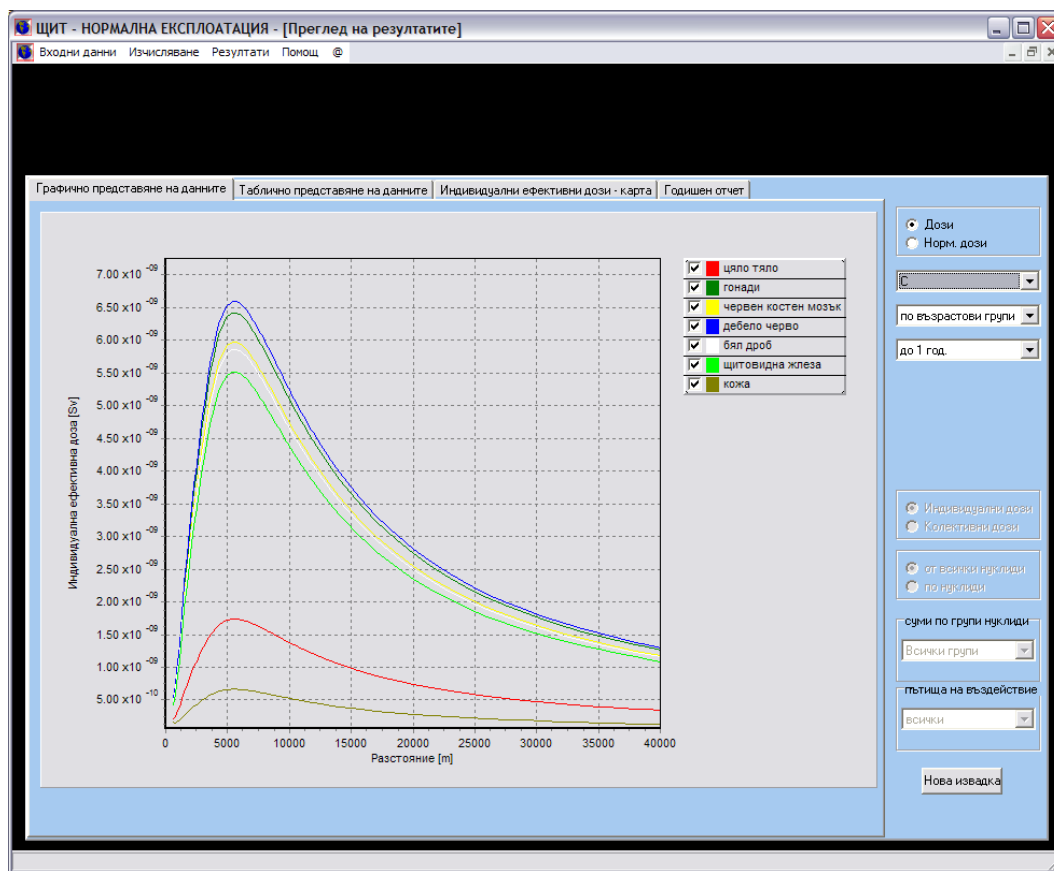 ЩИТ - НОРМАЛНА ЕКСПЛОАТАЦИЯ - [Преглед на резултатите]
Входни данни Изчисляване Резултати Помощ @
Графично представяне на данните Таблично представяне на данните Индивидуални ефективни дози - карта Годишен отчет
7.00 x10 -09
6.50 x10 -09
6.00 x10 -09
5.50 x10 -09
5.00 x10 -09
4.50 x10 -09
4.00 x10 -09
3.50 x10 -09
3.00 x10 -09
2.50 x10 -09
2.00 x10 -09
1.50 x10 -09
1.00 x10 -09
5.00 x10 -10
Индивидуална ефективна доза [Sv]
0 5000 10000 15000 20000 25000 30000 35000 40000
Разстояние [m]
цяло тяло
гонади
червен костен мозък
дебело черво
бял дроб
щитовидна жлеза
кожа
Дози
Норм. дози
С
по възрастови групи
до 1 год.
Индивидуални дози
Колективни дози
от всички нуклиди
по нуклиди
суми по групи нуклиди
Всички групи
пътища на въздействие
всички
Нова извадка